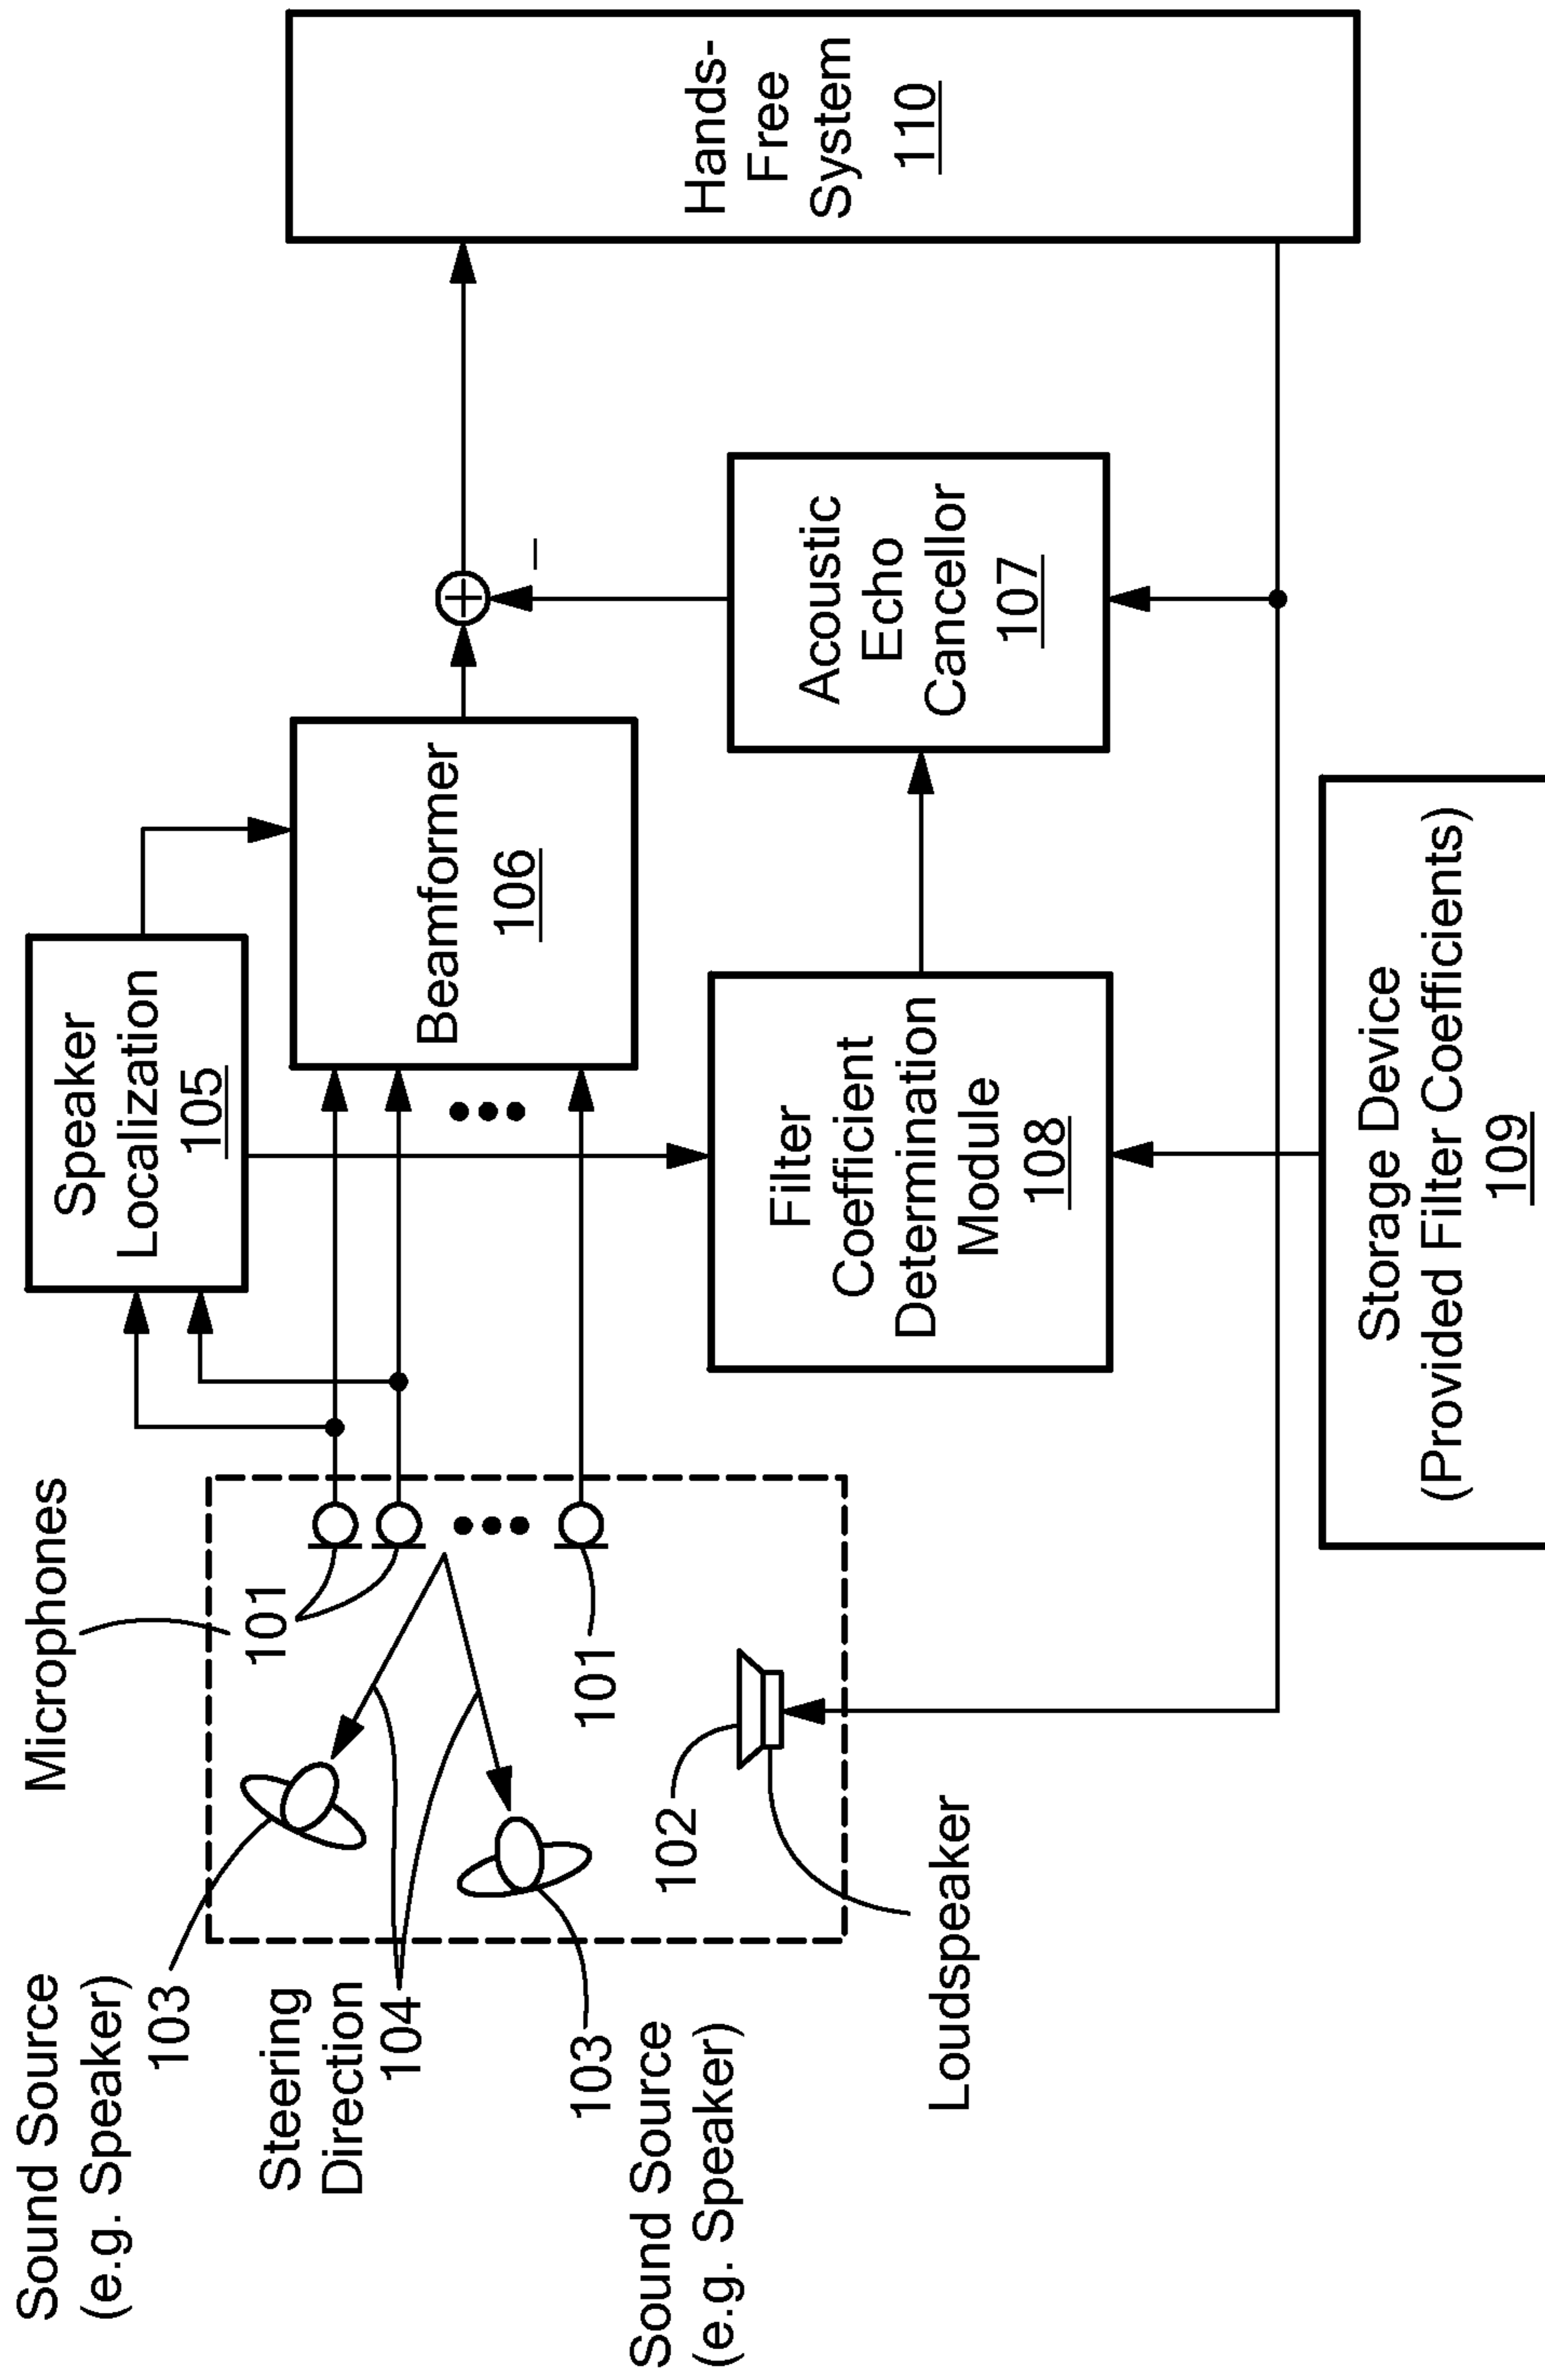 Sound Source
(e.g. Speaker)
103
Steering
Direction
104
103
Sound Source
(e.g. Speaker)
Microphones
101
101
102
Loudspeaker
Speaker
Localization
105
Beamformer
106
Filter
Coefficient
Determination
Module
108
Acoustic
Echo
Cancellor
107
–
Storage Device
(Provided Filter Coefficients)
109
Hands-
Free
System
110